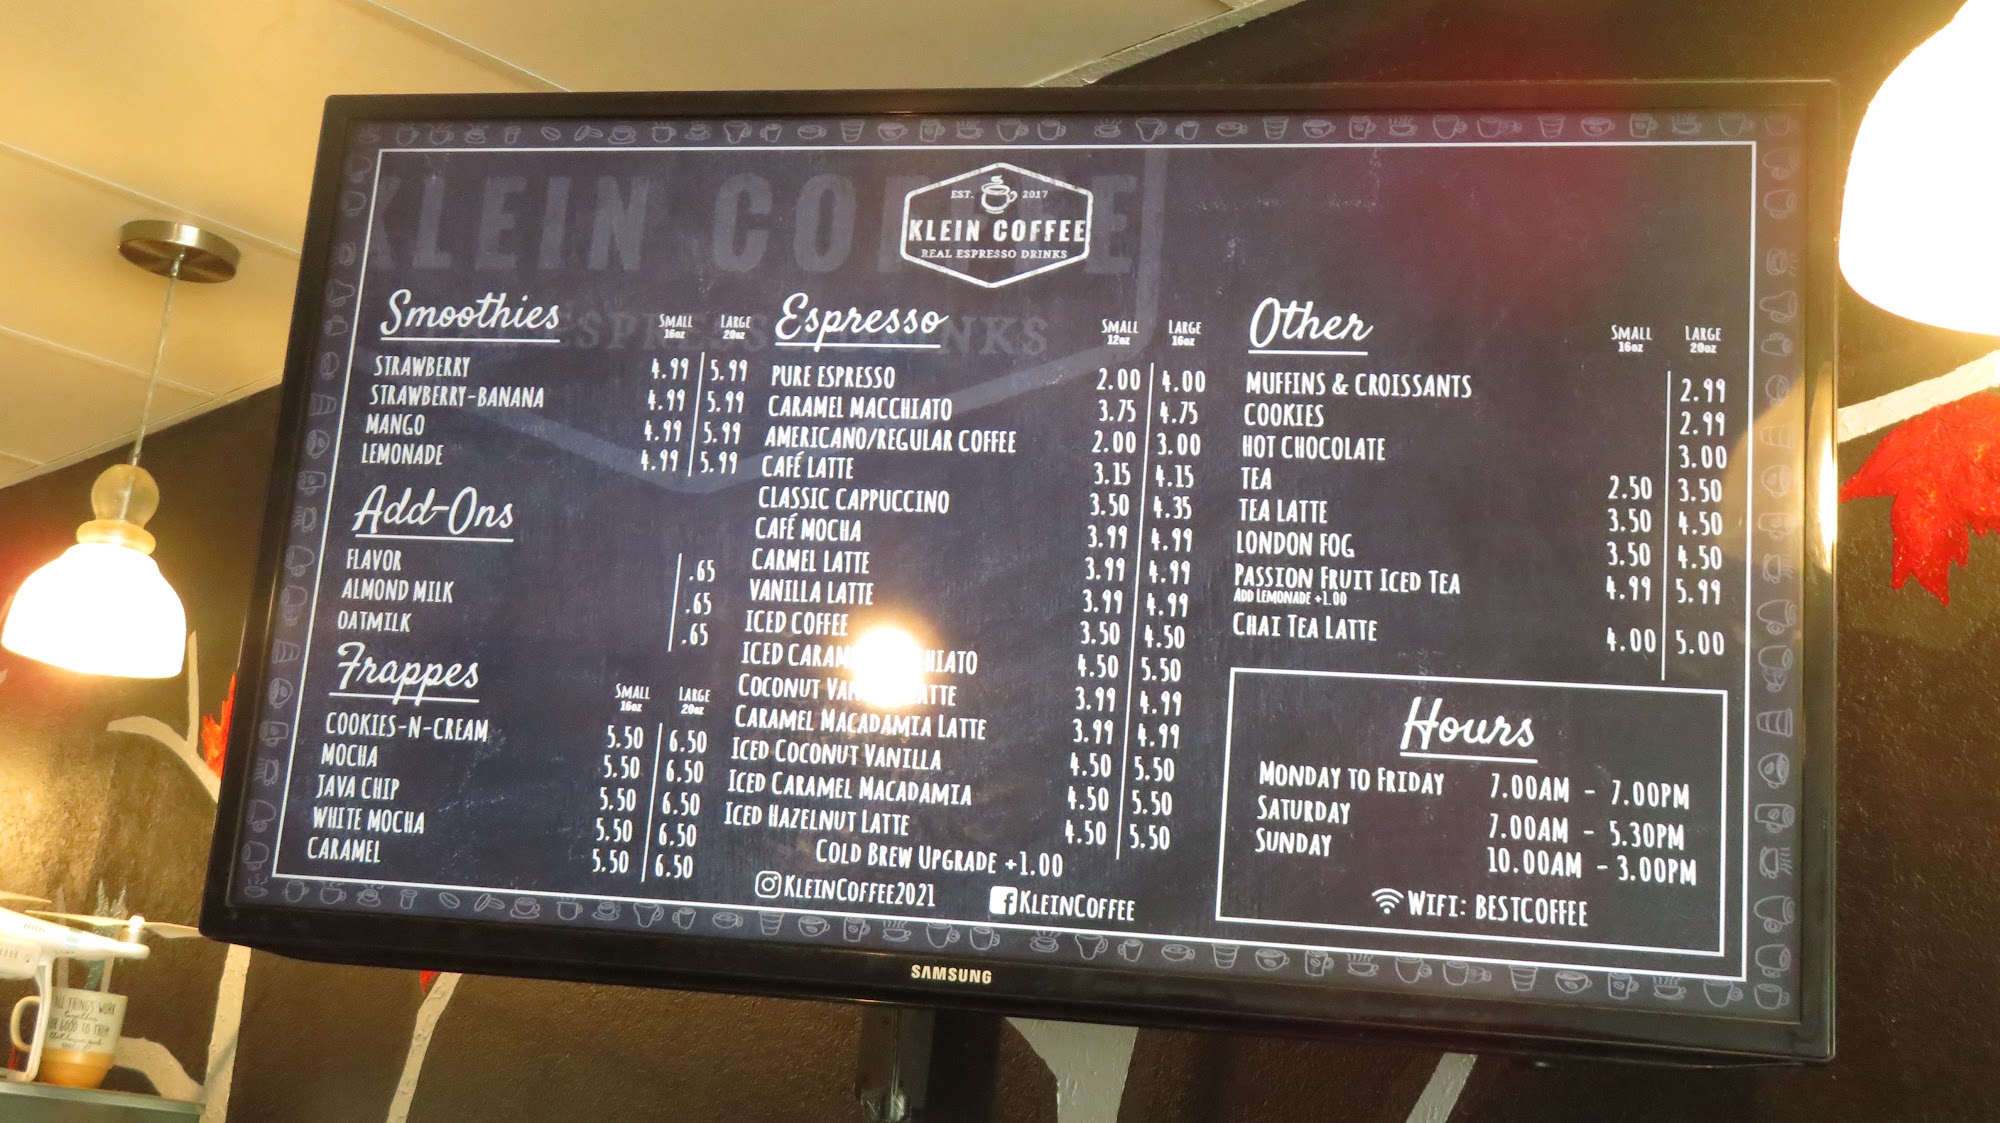 EST. 2017
KLEIN COFFEE
REAL ESPRESSO DRINKS
Smoothies SMALL 16oz LARGE 20oz
STRAWBERRY 4.99 5.99
STRAWBERRY-BANANA 4.99 5.99
MANGO 4.99 5.99
LEMONADE 4.99 5.99
Add-Ons
FLAVOR .65
ALMOND MILK .65
OATMILK .65
Frappes SMALL 16oz LARGE 20oz
COOKIES-N-CREAM 5.50 6.50
MOCHA 5.50 6.50
JAVA CHIP 5.50 6.50
WHITE MOCHA 5.50 6.50
CARAMEL 5.50 6.50
Espresso SMALL 12oz LARGE 16oz
PURE ESPRESSO 2.00 4.00
CARAMEL MACCHIATO 3.75 4.75
AMERICANO/REGULAR COFFEE 2.00 3.00
CAFÉ LATTE 3.15 4.15
CLASSIC CAPPUCCINO 3.50 4.35
CAFÉ MOCHA 3.99 4.99
CARMEL LATTE 3.99 4.99
VANILLA LATTE 3.99 4.99
ICED COFFEE 3.50 4.50
ICED 4.50 5.50
COCONUT 3.99 4.99
CARAMEL MACADAMIA LATTE 3.99 4.99
ICED COCONUT VANILLA 4.50 5.50
ICED CARAMEL MACADAMIA 4.50 5.50
ICED HAZELNUT LATTE 4.50 5.50
COLD BREW UPGRADE +1.00
KLEINCOFFEE2021 KLEINCOFFEE
Other SMALL 16oz LARGE 20oz
MUFFINS & CROISSANTS 2.99
COOKIES 2.99
HOT CHOCOLATE 3.00
TEA 2.50 3.50
TEA LATTE 3.50 4.50
LONDON FOG 3.50 4.50
PASSION FRUIT ICED TEA 4.99 5.99
ADD LEMONADE +1.00
CHAI TEA LATTE 4.00 5.00
Hours
MONDAY TO FRIDAY 7.00AM - 7.00PM
SATURDAY 7.00AM - 5.30PM
SUNDAY 10.00AM - 3.00PM
WIFI: BESTCOFFEE
SAMSUNG
ALL THINGS WORK
together